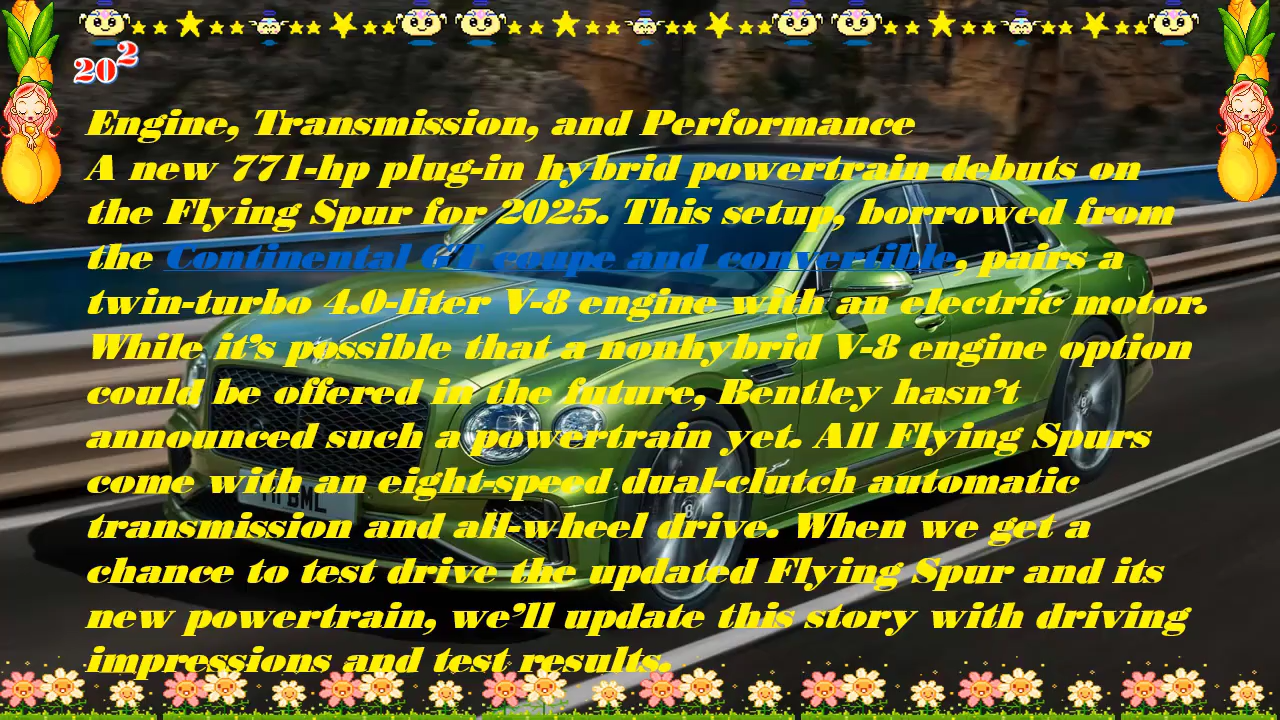 20²
Engine, Transmission, and Performance
A new 771-hp plug-in hybrid powertrain debuts on
the Flying Spur for 2025. This setup, borrowed from
the Continental GT coupe and convertible, pairs a
twin-turbo 4.0-liter V-8 engine with an electric motor.
While it’s possible that a nonhybrid V-8 engine option
could be offered in the future, Bentley hasn’t
announced such a powertrain yet. All Flying Spurs
come with an eight-speed dual-clutch automatic
transmission and all-wheel drive. When we get a
chance to test drive the updated Flying Spur and its
new powertrain, we’ll update this story with driving
impressions and test results.